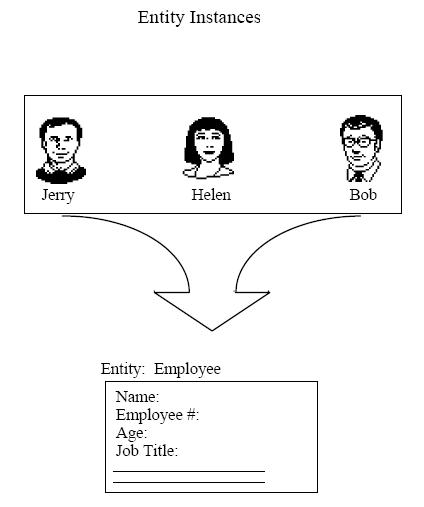 Entity Instances
Jerry Helen Bob
Entity: Employee
Name:
Employee #:
Age:
Job Title: